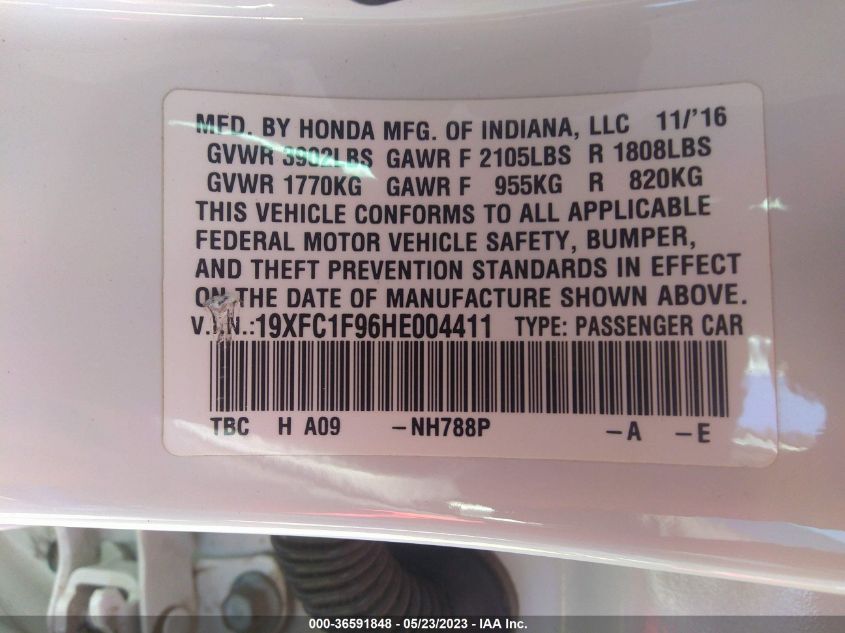 MFD. BY HONDA MFG. OF INDIANA, LLC 11/'16
GVWR 3902LBS GAWR F 2105LBS R 1808LBS
GVWR 1770KG GAWR F 955KG R 820KG
THIS VEHICLE CONFORMS TO ALL APPLICABLE
FEDERAL MOTOR VEHICLE SAFETY, BUMPER,
AND THEFT PREVENTION STANDARDS IN EFFECT
ON THE DATE OF MANUFACTURE SHOWN ABOVE.
V.I.N.:19XFC1F96HE004411 TYPE: PASSENGER CAR
TBC H A09 -NH788P -A -E
000-36591848 - 05/23/2023 - IAA Inc.